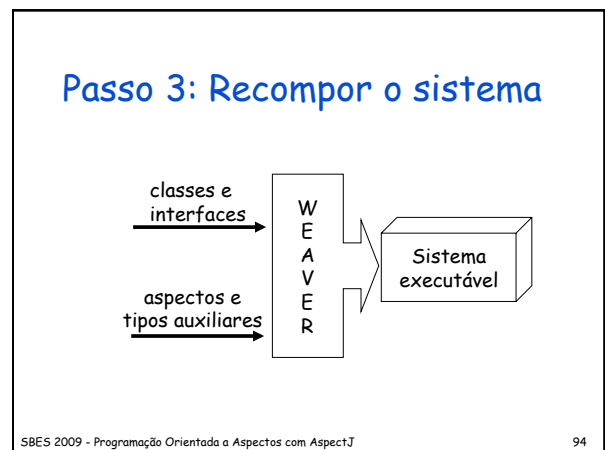 Passo 3: Recompor o sistema
classes e
interfaces
aspectos e
tipos auxiliares
WEAVER
Sistema
executável
SBES 2009 - Programação Orientada a Aspectos com AspectJ
94